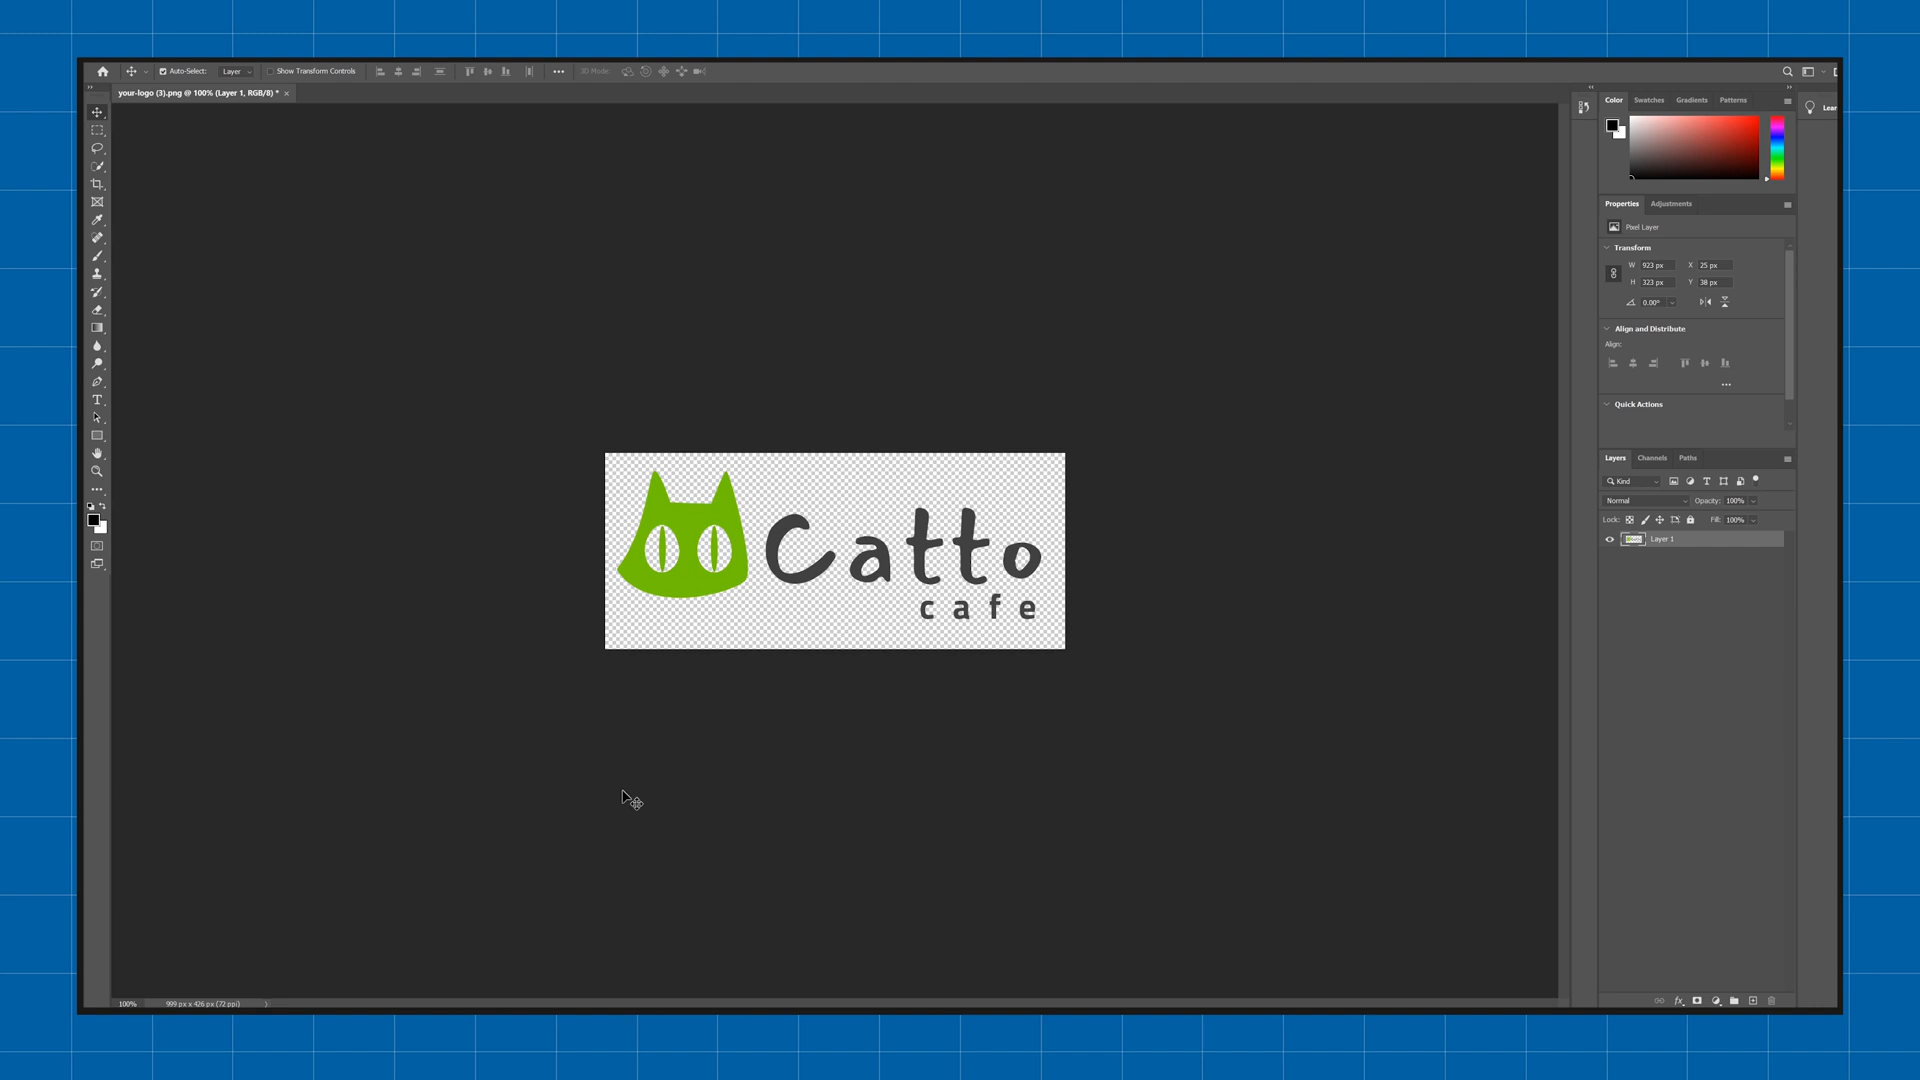 Auto-Select: Layer Show Transform Controls 3D Mode:
your-logo (3).png @ 100% (Layer 1, RGB/8) * ×
Color Swatches Gradients Patterns
Lear
Properties Adjustments
Pixel Layer
Transform
W 923 px X 25 px
H 323 px Y 38 px
0.00°
Align and Distribute
Align:
Quick Actions
Layers Channels Paths
Kind
Normal Opacity: 100%
Lock: Fill: 100%
Layer 1
Catto
cafe
100% 999 px x 426 px (72 ppi)